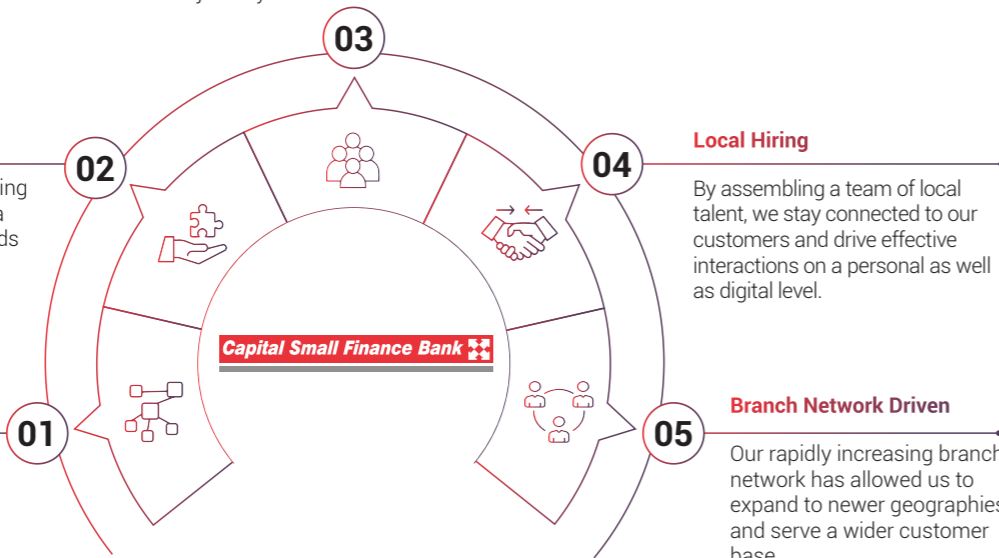 03
02
04
Local Hiring
By assembling a team of local
talent, we stay connected to our
customers and drive effective
interactions on a personal as well
as digital level.
Capital Small Finance Bank
01
05
Branch Network Driven
Our rapidly increasing branch
network has allowed us to
expand to newer geographies
and serve a wider customer
base